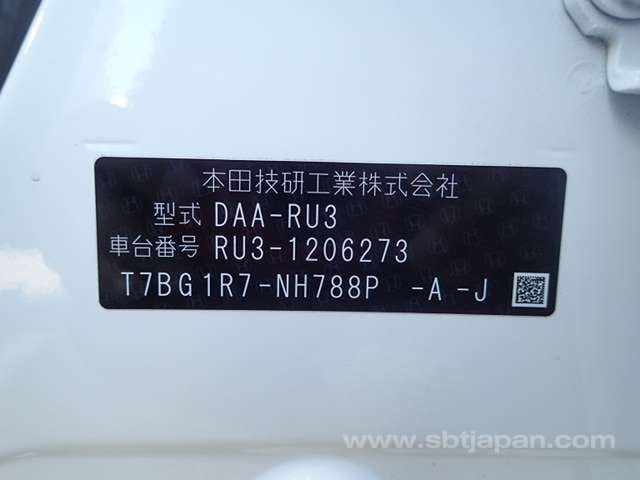 本田技研工業株式会社
型式 DAA-RU3
車台番号 RU3-1206273
T7BG1R7-NH788P -A -J
www.sbtjapan.com